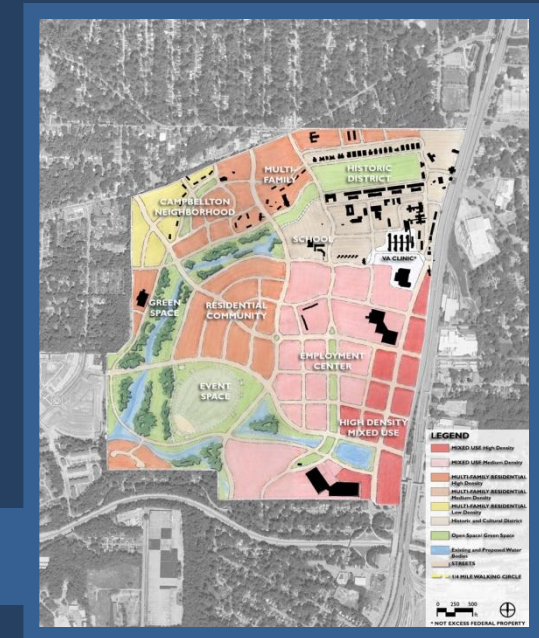 MULTI-
FAMILY
HISTORIC
DISTRICT
CAMPBELLTON
NEIGHBORHOOD
SCHOOL
VA CLINIC*
GREEN
SPACE
RESIDENTIAL
COMMUNITY
EMPLOYMENT
CENTER
EVENT
SPACE
HIGH DENSITY
MIXED USE
LEGEND
MIXED USE High Density
MIXED USE Medium Density
MULTI-FAMILY RESIDENTIAL
High Density
MULTI-FAMILY RESIDENTIAL
Medium Density
MULTI-FAMILY RESIDENTIAL
Low Density
Historic and Cultural District
Open Space/ Green Space
Existing and Proposed Water
Bodies
STREETS
1/4 MILE WALKING CIRCLE
0 250 500
* NOT EXCESS FEDERAL PROPERTY